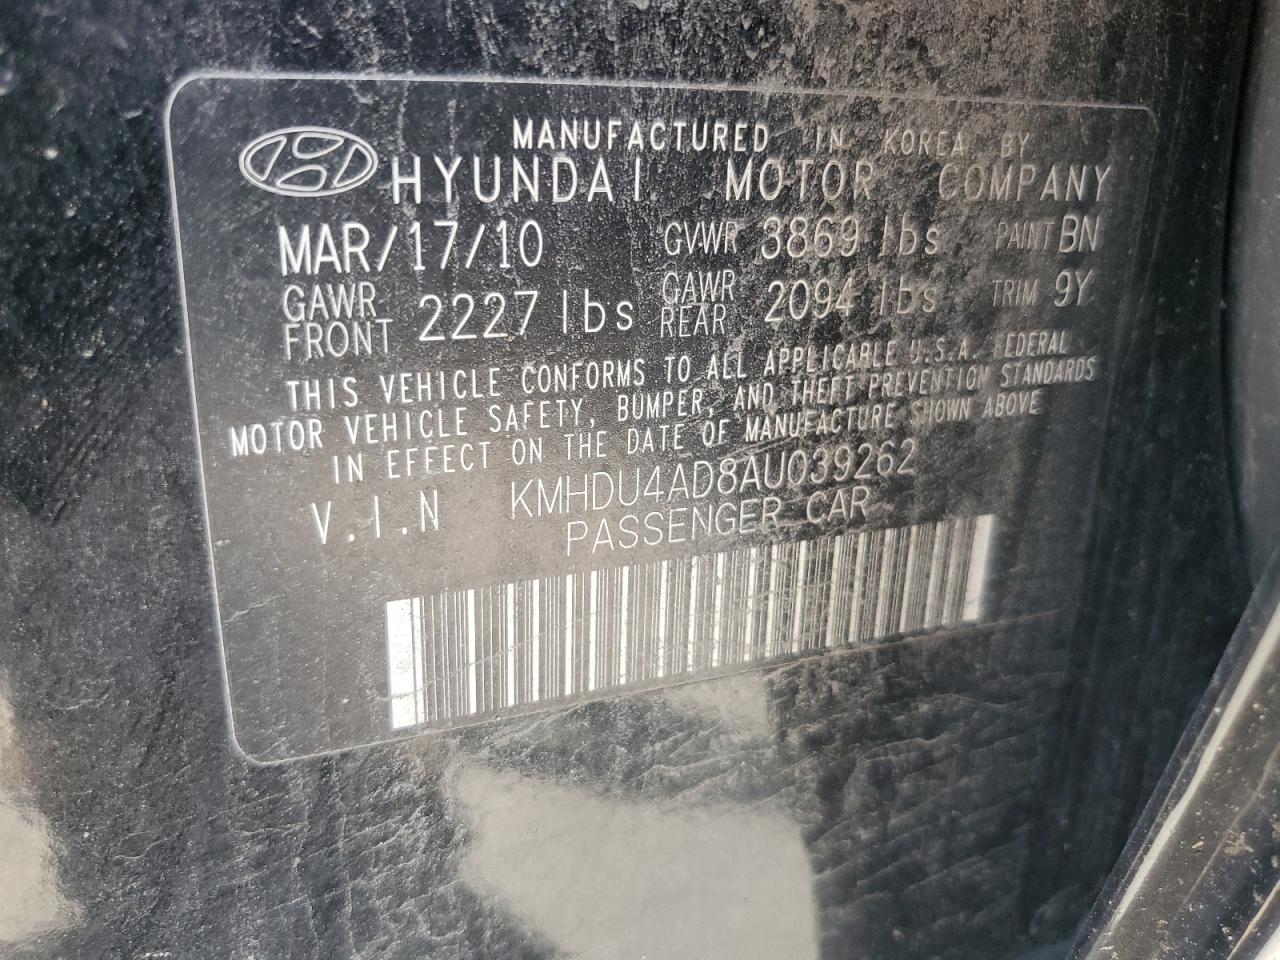 MANUFACTURED IN KOREA BY
HYUNDAI MOTOR COMPANY
MAR/17/10 GVWR 3869 lbs PAINT BN
GAWR FRONT 2227 lbs GAWR REAR 2094 lbs TRIM 9Y
THIS VEHICLE CONFORMS TO ALL APPLICABLE U.S.A. FEDERAL
MOTOR VEHICLE SAFETY, BUMPER, AND THEFT PREVENTION STANDARDS
IN EFFECT ON THE DATE OF MANUFACTURE SHOWN ABOVE
V.I.N KMHDU4AD8AU039262
PASSENGER CAR